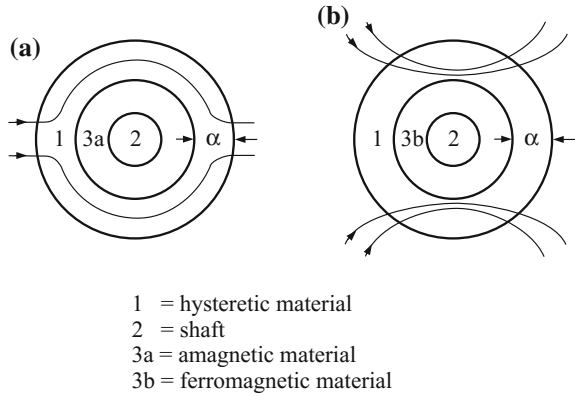 (a)
(b)
1 3a 2 α
1 3b 2 α
1 = hysteretic material
2 = shaft
3a = amagnetic material
3b = ferromagnetic material